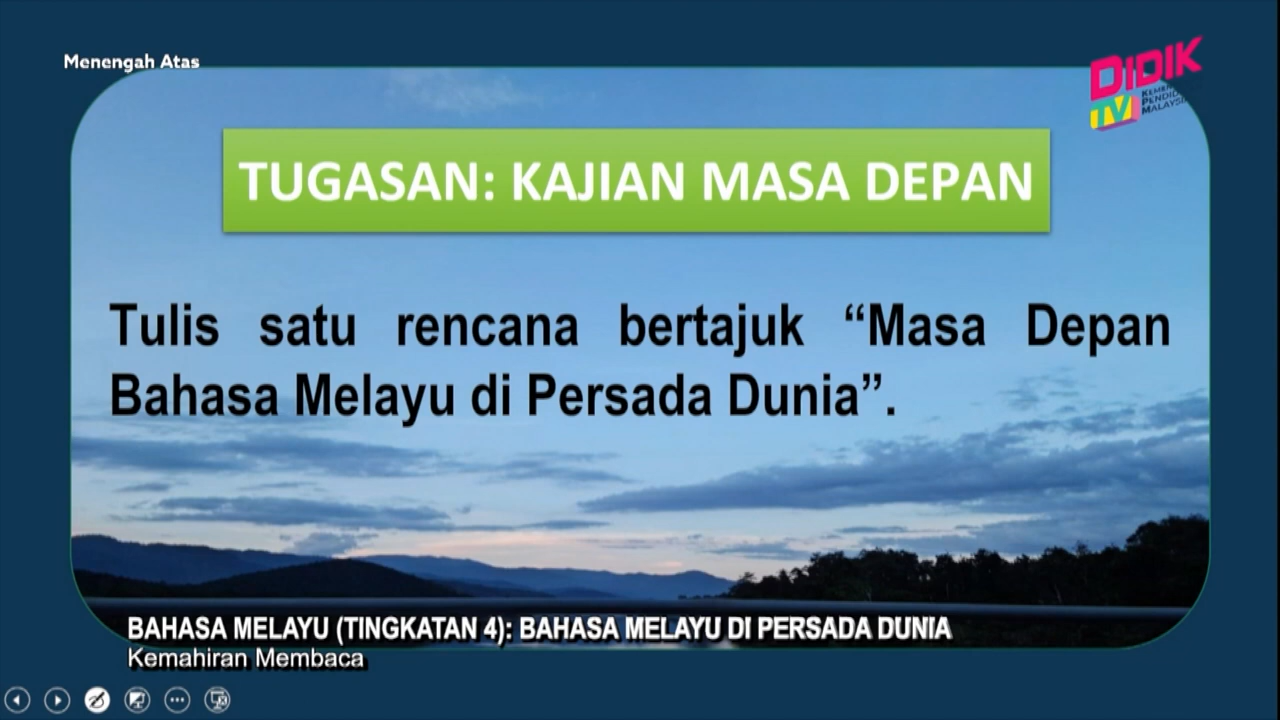 Menengah Atas
DIDIK
TV
TUGASAN: KAJIAN MASA DEPAN
Tulis satu rencana bertajuk “Masa Depan
Bahasa Melayu di Persada Dunia”.
BAHASA MELAYU (TINGKATAN 4): BAHASA MELAYU DI PERSADA DUNIA
Kemahiran Membaca